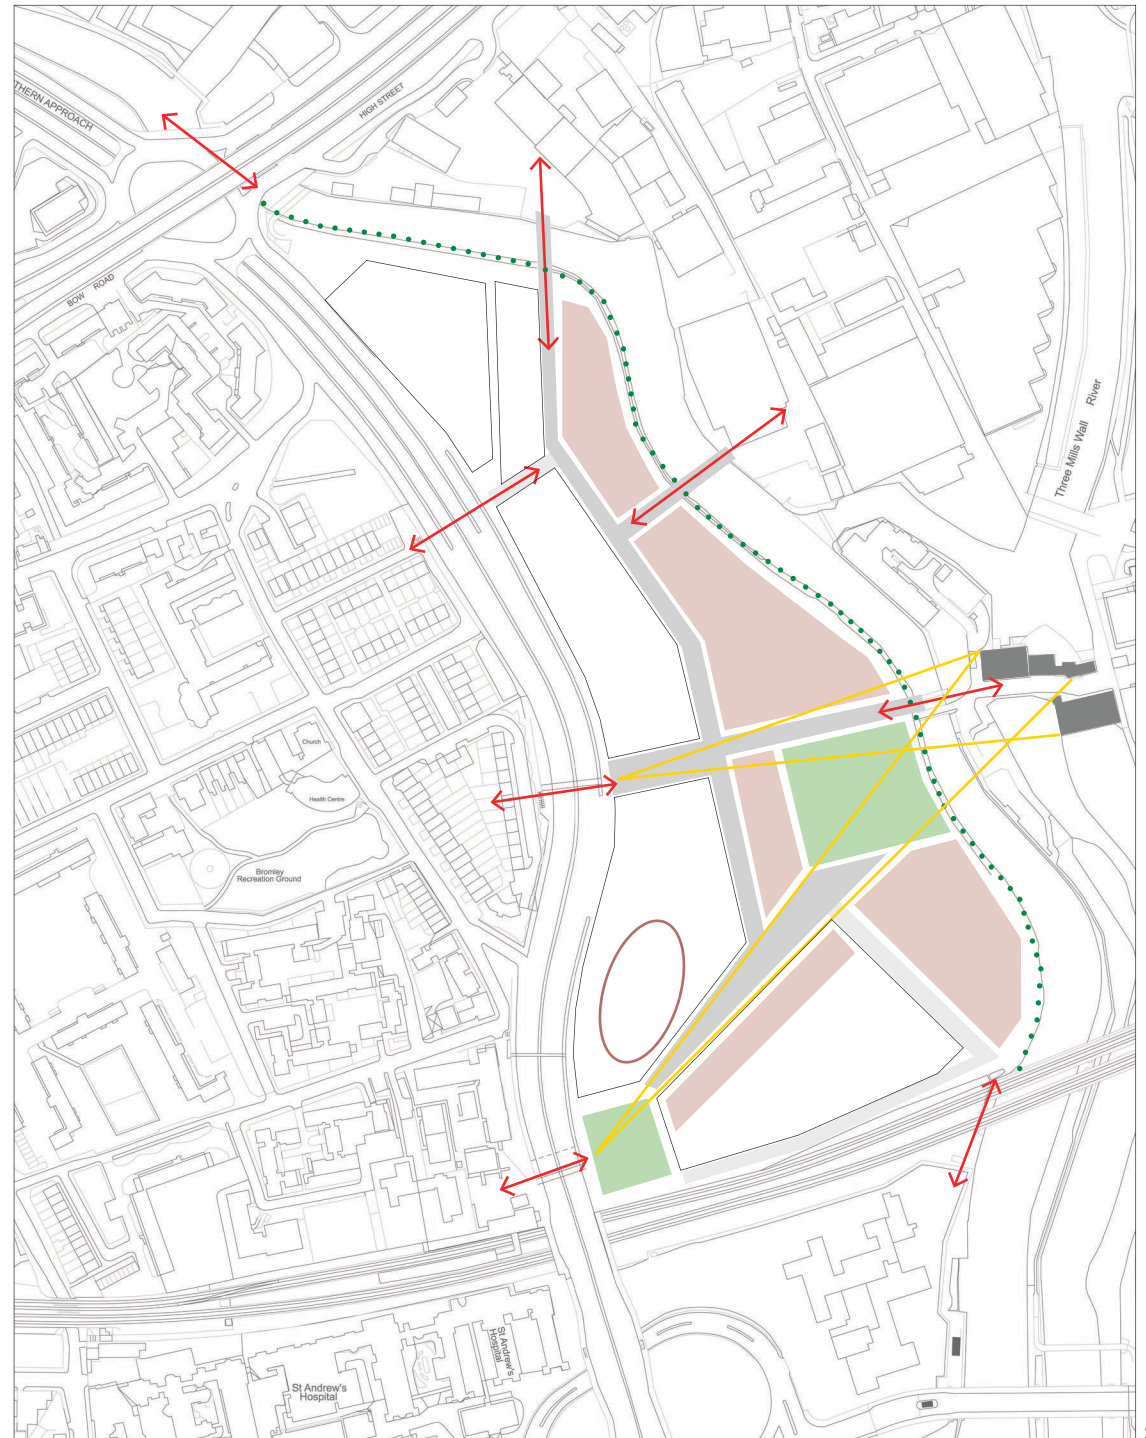 THERN APPROACH
HIGH STREET
BOW ROAD
Three Mills Wall River
Church
Health Centre
Bromley
Recreation Ground
St Andrew's
Hospital
St Andrew's
Hospital